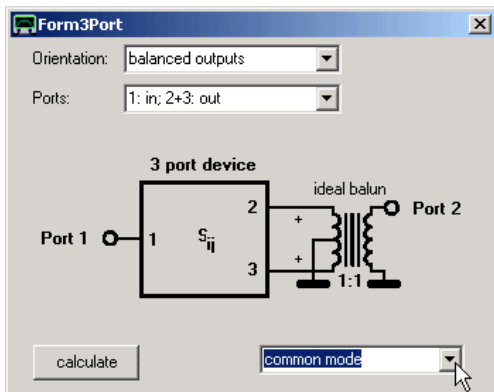 Form3Port
Orientation: balanced outputs
Ports: 1: in; 2+3: out
3 port device
ideal balun
2
+
Port 2
Port 1
1
Sij
+
3
1:1
calculate
common mode